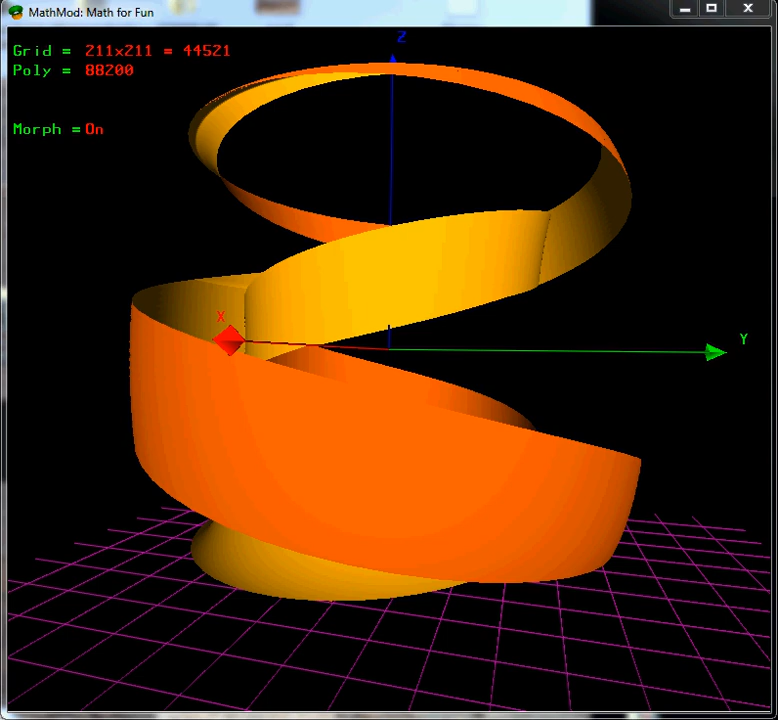 MathMod: Math for Fun
Z
Grid = 211x211 = 44521
Poly = 88200
Morph = On
X
Y